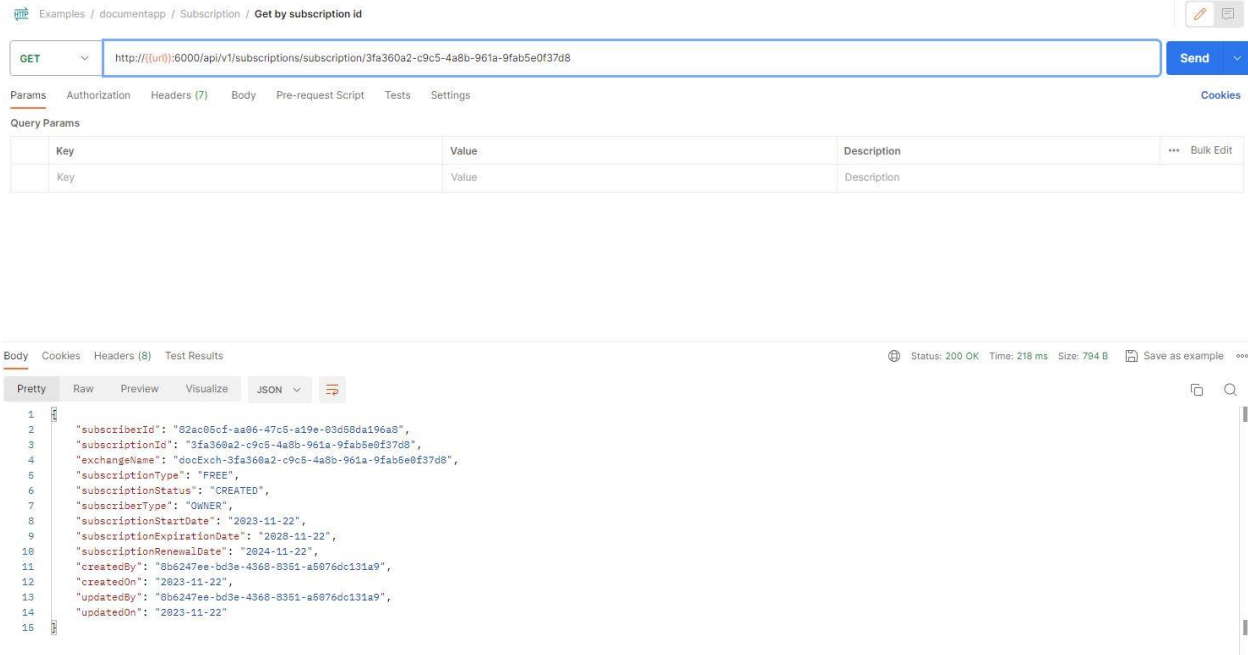 HTTP Examples / documentapp / Subscription / Get by subscription id
GET http://{{url}}:6000/api/v1/subscriptions/subscription/3fa360a2-c9c5-4a8b-961a-9fab5e0f37d8 Send
Params Authorization Headers (7) Body Pre-request Script Tests Settings Cookies
Query Params
Key Value Description ••• Bulk Edit
Key Value Description
Body Cookies Headers (8) Test Results Status: 200 OK Time: 218 ms Size: 794 B Save as example
Pretty Raw Preview Visualize JSON
1 {
2 "subscriberId": "82ac05cf-aa06-47c5-a19e-03d58da196a8",
3 "subscriptionId": "3fa360a2-c9c5-4a8b-961a-9fab5e0f37d8",
4 "exchangeName": "docExch-3fa360a2-c9c5-4a8b-961a-9fab5e0f37d8",
5 "subscriptionType": "FREE",
6 "subscriptionStatus": "CREATED",
7 "subscriberType": "OWNER",
8 "subscriptionStartDate": "2023-11-22",
9 "subscriptionExpirationDate": "2028-11-22",
10 "subscriptionRenewalDate": "2024-11-22",
11 "createdBy": "8b6247ee-bd3e-4368-8351-a5076dc131a9",
12 "createdOn": "2023-11-22",
13 "updatedBy": "8b6247ee-bd3e-4368-8351-a5076dc131a9",
14 "updatedOn": "2023-11-22"
15 }